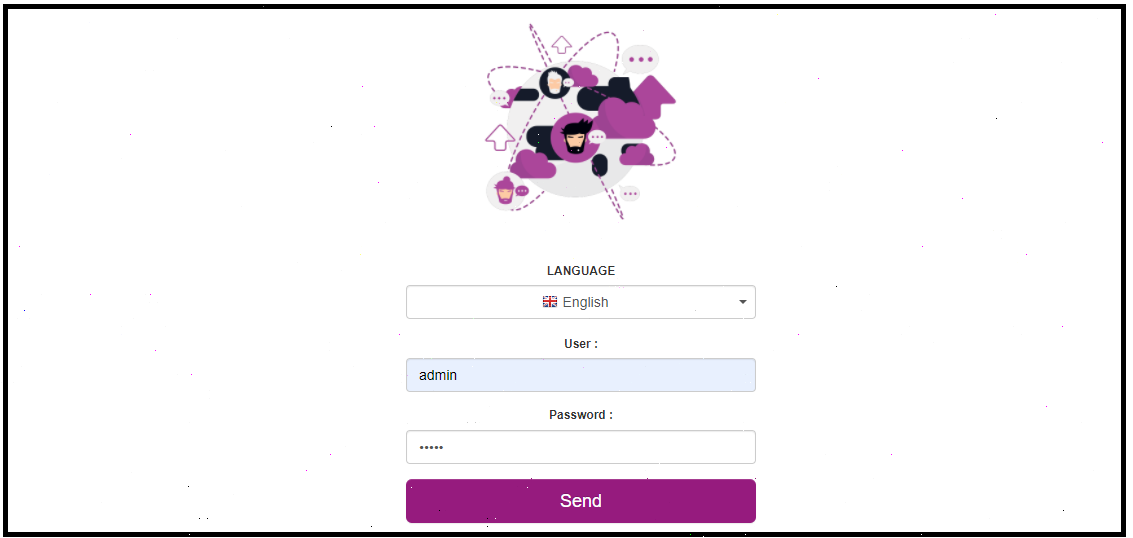 LANGUAGE
English
User :
admin
Password :
•••••
Send